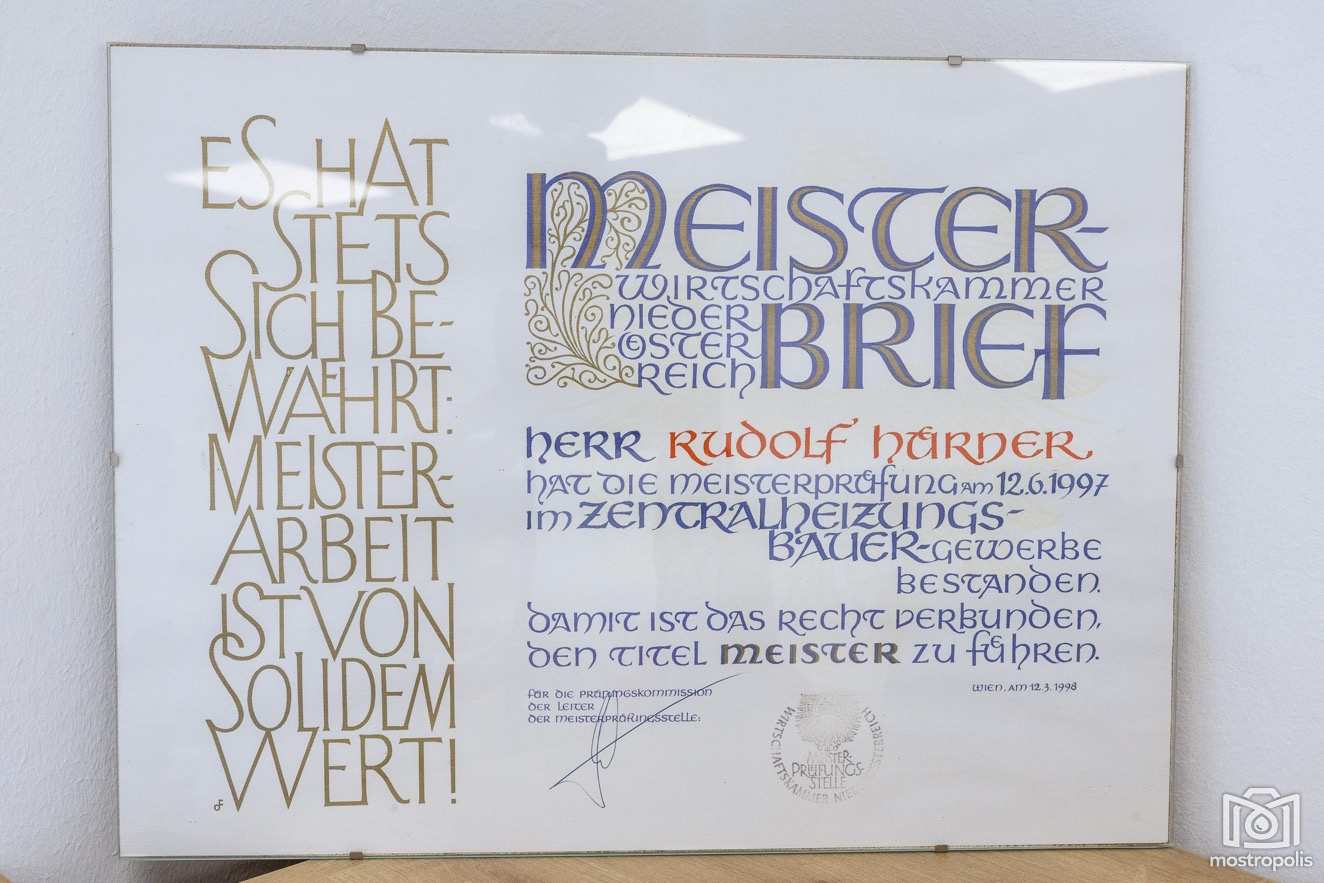 ES HAT
STETS
SICH BE-
WAEHRT:
MEISTER-
ARBEIT
IST VON
SOLIDEM
WERT!
MEISTER-
WIRTSCHAFTSKAMMER
NIEDER
ÖSTER
REICH
BRIEF
HERR RUDOLF HÜRNER
HAT DIE MEISTERPRÜFUNG AM 12.6.1997
IM ZENTRALHEIZUNGS-
BAUER-GEWERBE
BESTANDEN.
DAMIT IST DAS RECHT VERBUNDEN,
DEN TITEL MEISTER ZU FÜHREN.
FÜR DIE PRÜFUNGSKOMMISSION
DER LEITER
DER MEISTERPRÜFUNGSSTELLE:
WIEN, AM 12.3.1998
MEISTER-
PRÜFUNGS-
STELLE
WIRTSCHAFTSKAMMER NIEDERÖSTERREICH
mostropolis